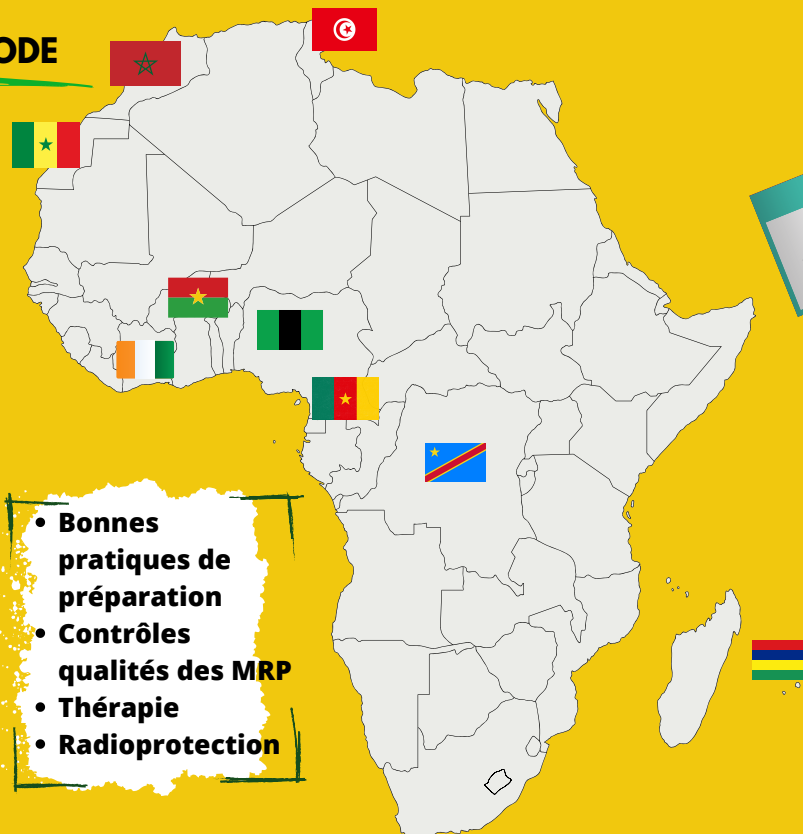 ODE
• Bonnes
pratiques de
préparation
• Contrôles
qualités des MRP
• Thérapie
• Radioprotection